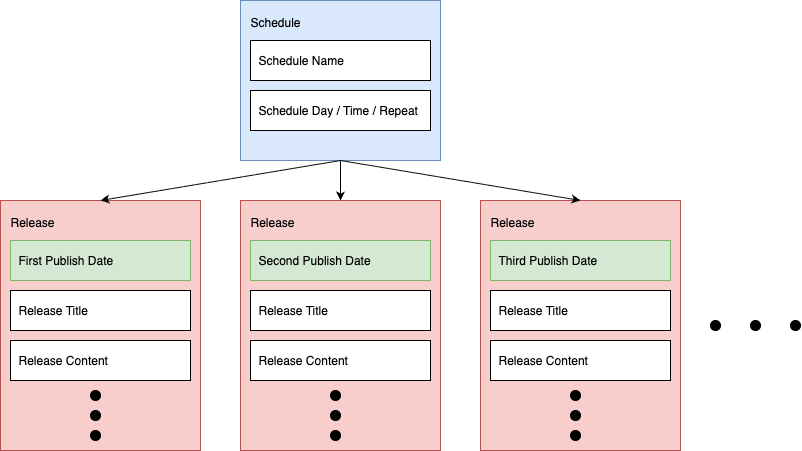 Schedule
Schedule Name
Schedule Day / Time / Repeat
Release
First Publish Date
Release Title
Release Content
Release
Second Publish Date
Release Title
Release Content
Release
Third Publish Date
Release Title
Release Content